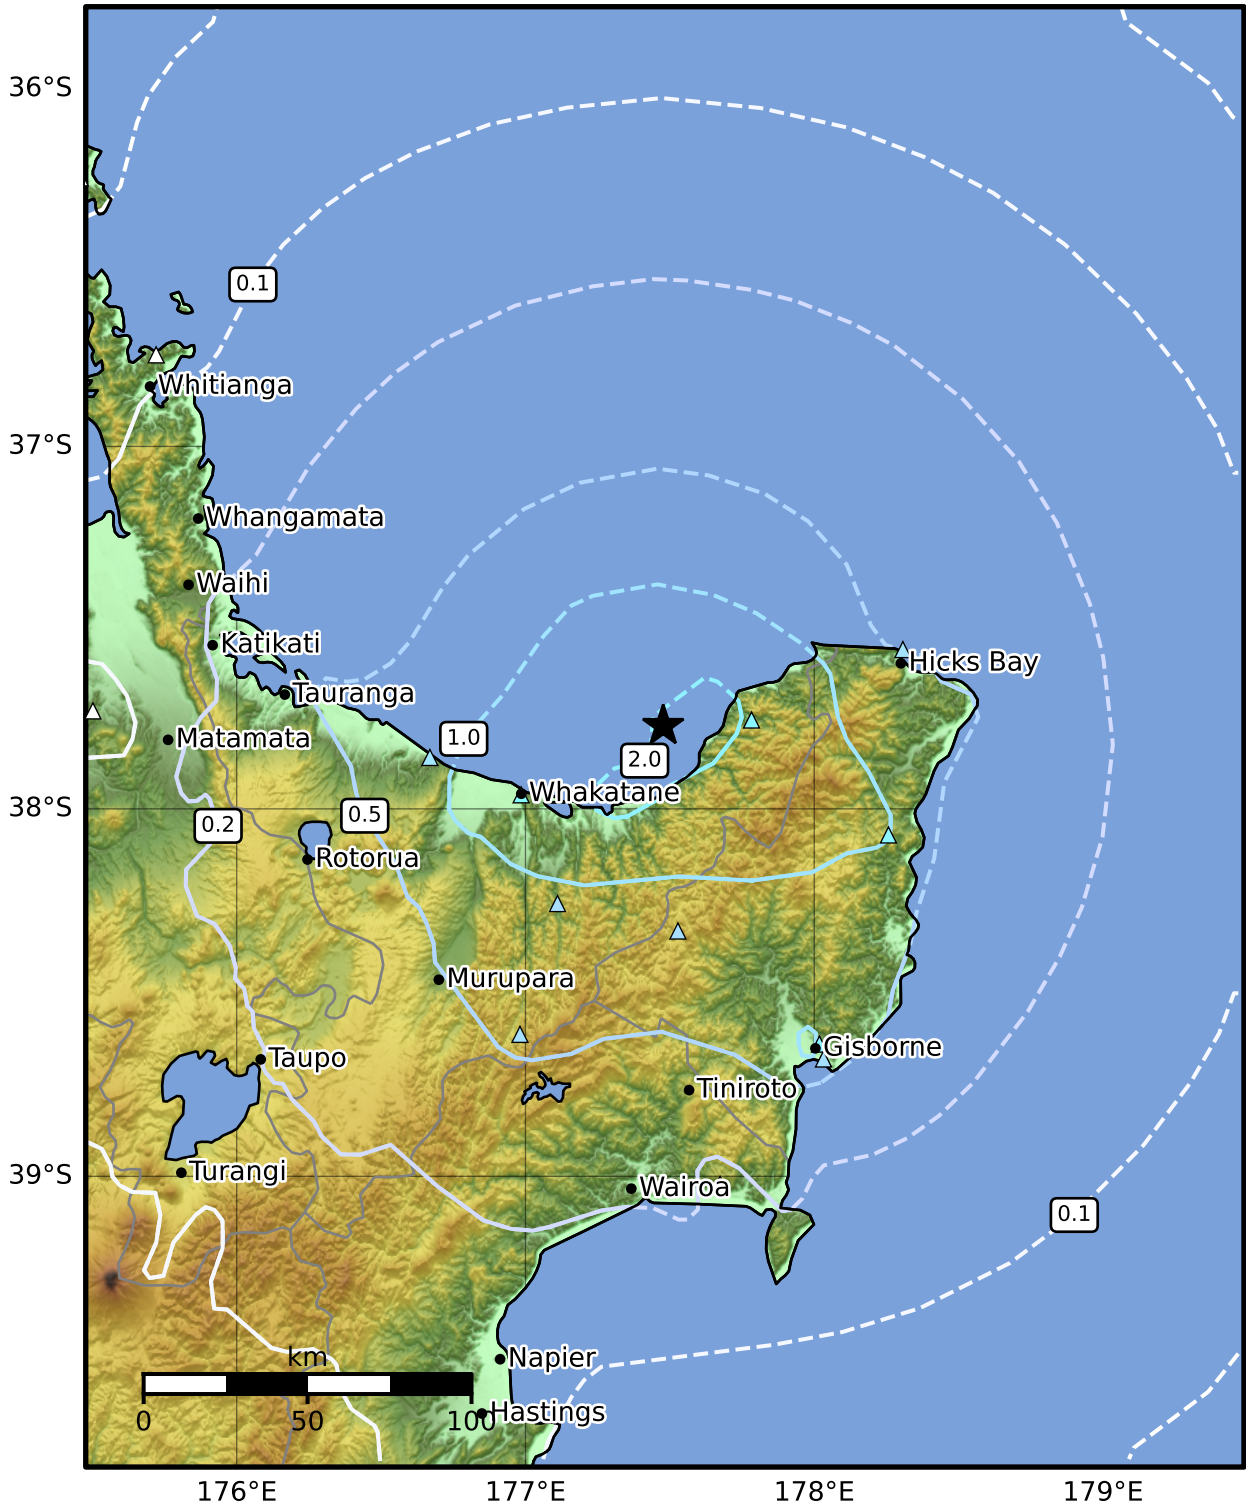 36°S
0.1
Whitianga
37°S
Whangamata
Waihi
Katikati
Hicks Bay
Tauranga
Matamata
1.0
2.0
Whakatane
38°S
0.5
0.2
Rotorua
Murupara
Gisborne
Taupo
Tiniroto
39°S
Turangi
Wairoa
0.1
km
Napier
0 50 100
Hastings
176°E 177°E 178°E 179°E